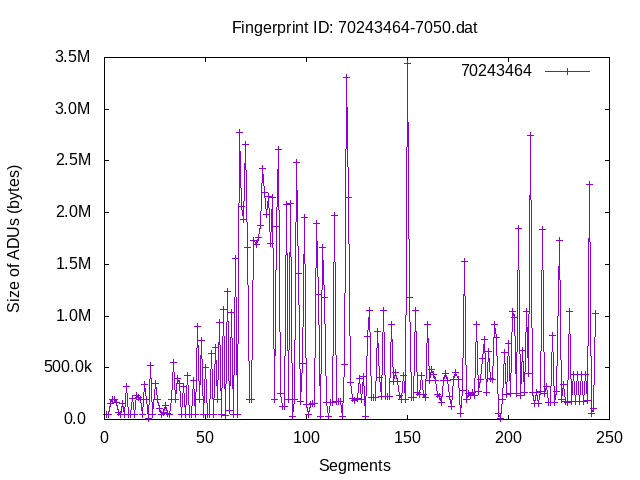 Fingerprint ID: 70243464-7050.dat
3.5M
70243464
3.0M
2.5M
2.0M
1.5M
1.0M
500.0k
0.0
Size of ADUs (bytes)
0 50 100 150 200 250
Segments